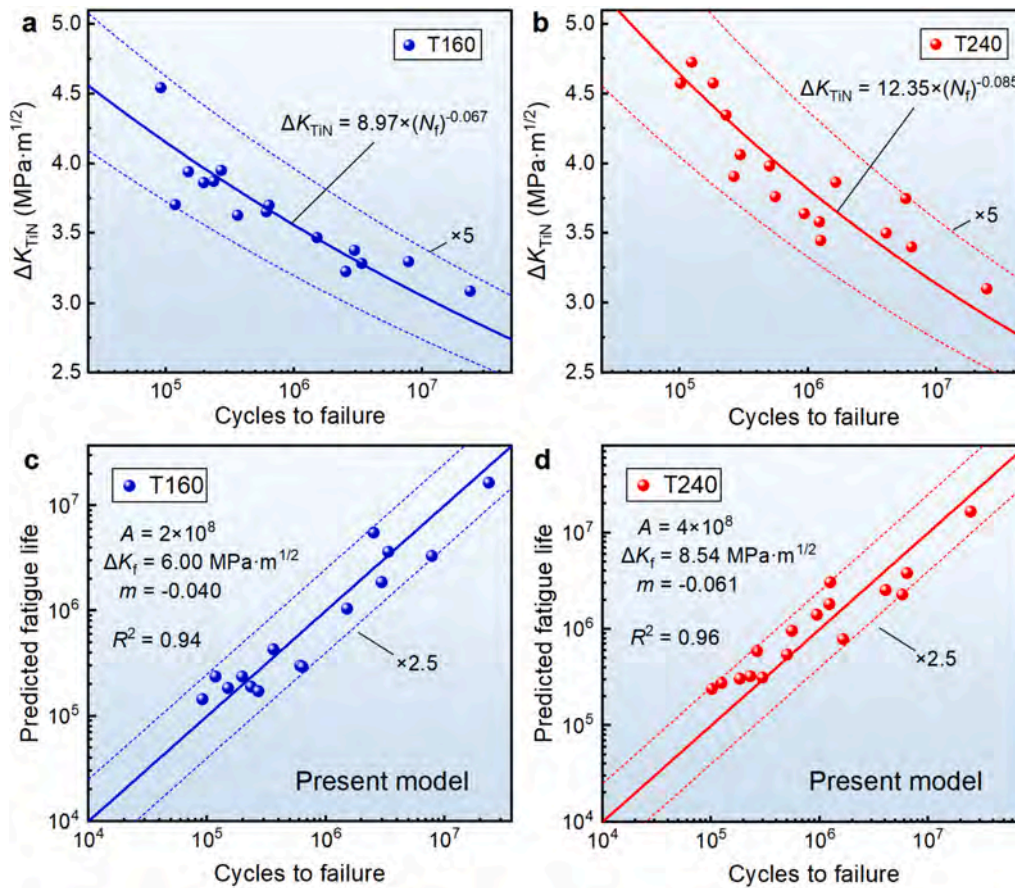 a
T160
ΔK_TiN = 8.97×(N_f)^-0.067
×5
5.0
4.5
4.0
3.5
3.0
2.5
ΔK_TiN (MPa·m^1/2)
10^5
10^6
10^7
Cycles to failure
b
T240
ΔK_TiN = 12.35×(N_f)^-0.085
×5
5.0
4.5
4.0
3.5
3.0
2.5
ΔK_TiN (MPa·m^1/2)
10^5
10^6
10^7
Cycles to failure
c
T160
A = 2×10^8
ΔK_f = 6.00 MPa·m^1/2
m = -0.040
R^2 = 0.94
×2.5
Present model
10^7
10^6
10^5
10^4
Predicted fatigue life
10^4
10^5
10^6
10^7
Cycles to failure
d
T240
A = 4×10^8
ΔK_f = 8.54 MPa·m^1/2
m = -0.061
R^2 = 0.96
×2.5
Present model
10^7
10^6
10^5
10^4
Predicted fatigue life
10^4
10^5
10^6
10^7
Cycles to failure